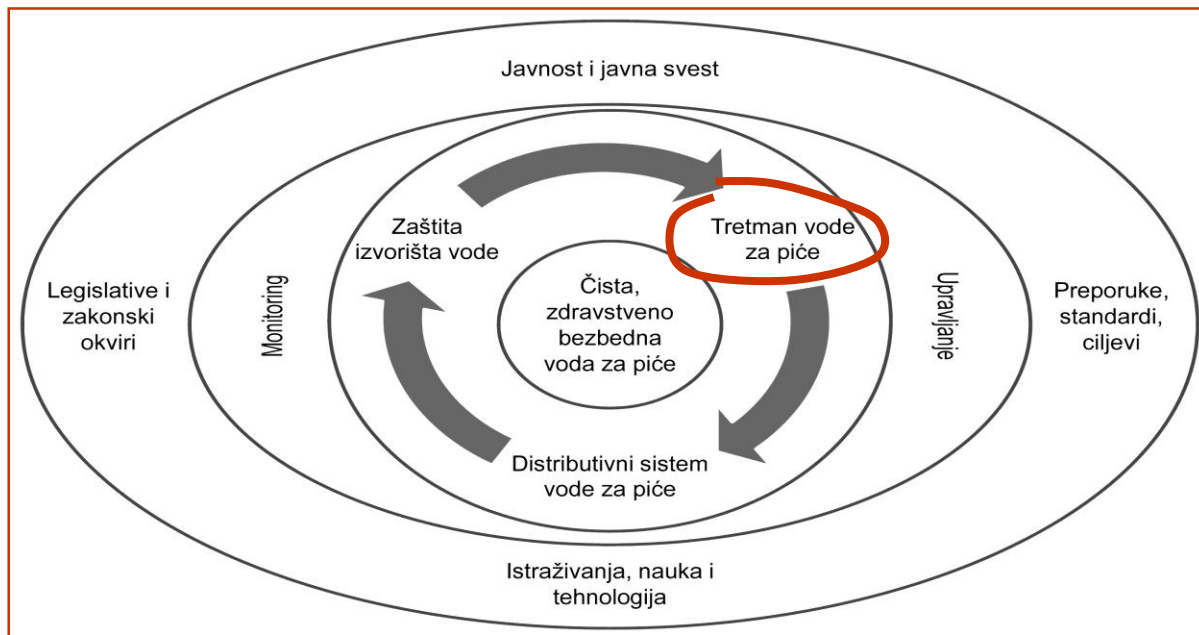 Javnost i javna svest
Zaštita
izvorišta vode
Tretman vode
za piće
Legislative i
zakonski
okviri
Monitoring
Čista,
zdravstveno
bezbedna
voda za piće
Upravljanje
Preporuke,
standardi,
ciljevi
Distributivni sistem
vode za piće
Istraživanja, nauka i
tehnologija